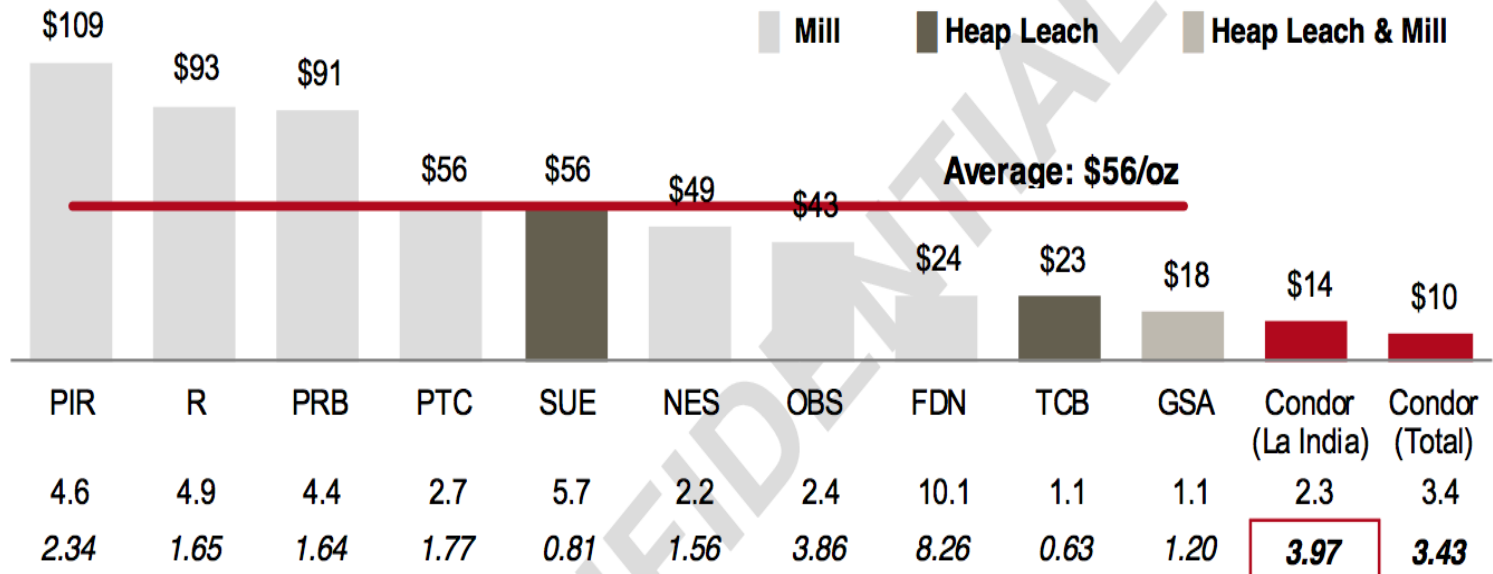 $109
$93
$91
$56
$56
$49
$43
$24
$23
$18
$14
$10
Mill
Heap Leach
Heap Leach & Mill
Average: $56/oz
PIR R PRB PTC SUE NES OBS FDN TCB GSA Condor (La India) Condor (Total)
4.6 4.9 4.4 2.7 5.7 2.2 2.4 10.1 1.1 1.1 2.3 3.4
2.34 1.65 1.64 1.77 0.81 1.56 3.86 8.26 0.63 1.20 3.97 3.43
FIDENTIAL